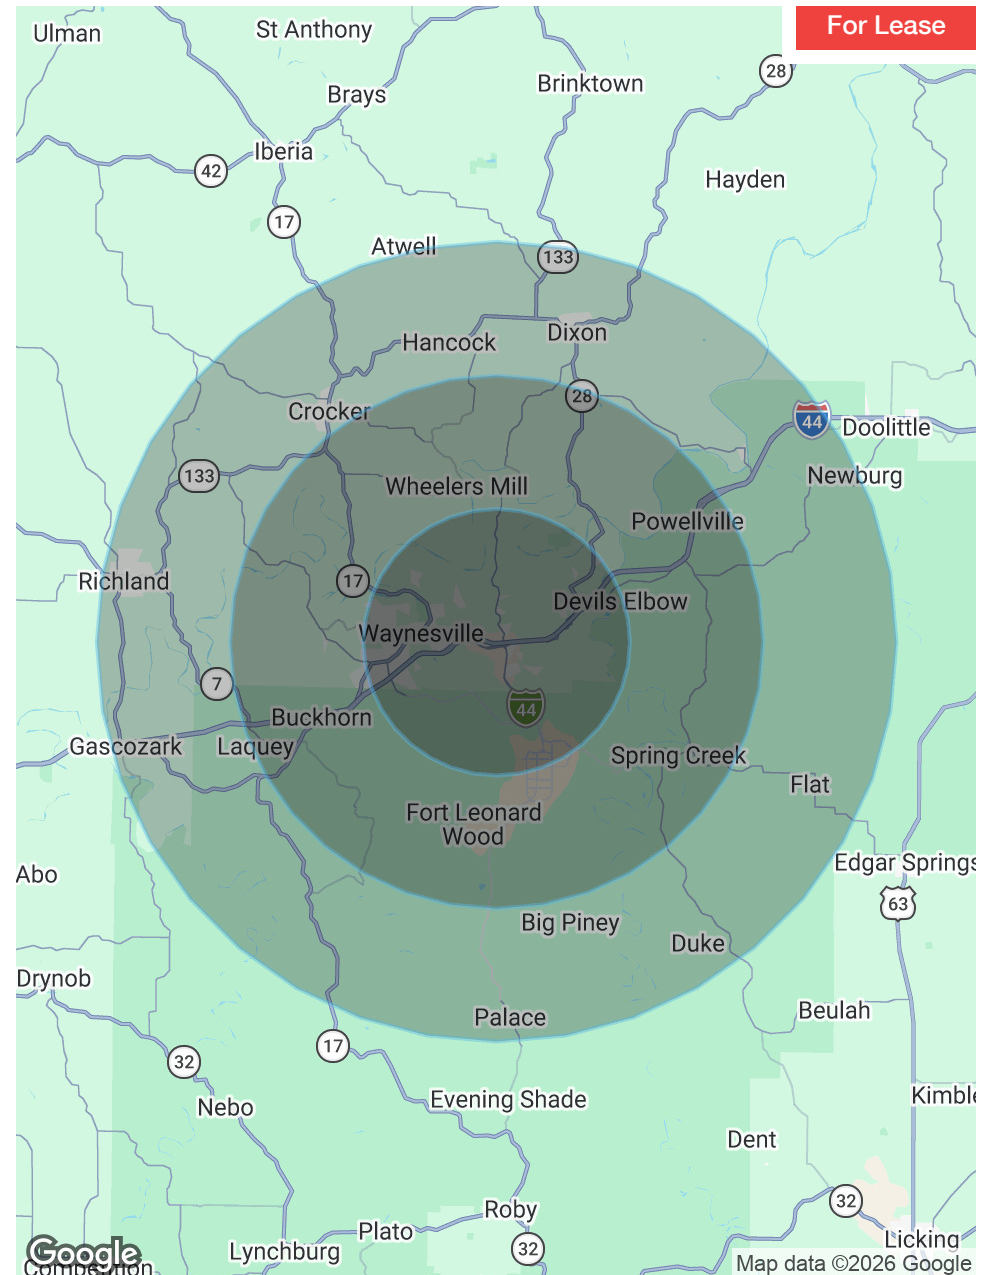 For Lease
Ulman
St Anthony
28
Brinktown
Brays
Iberia
42
Hayden
17
Atwell
133
Dixon
Hancock
28
Crocker
44
Doolittle
133
Newburg
Wheelers Mill
Powellville
Richland
17
Devils Elbow
Waynesville
7
44
Buckhorn
Gascozark
Laquey
Spring Creek
Flat
Fort Leonard
Wood
Abo
Edgar Springs
63
Big Piney
Duke
Drynob
Beulah
Palace
17
32
Kimble
Nebo
Evening Shade
Dent
32
Roby
Plato
Licking
Lynchburg
32
Google
Competition
Map data ©2026 Google